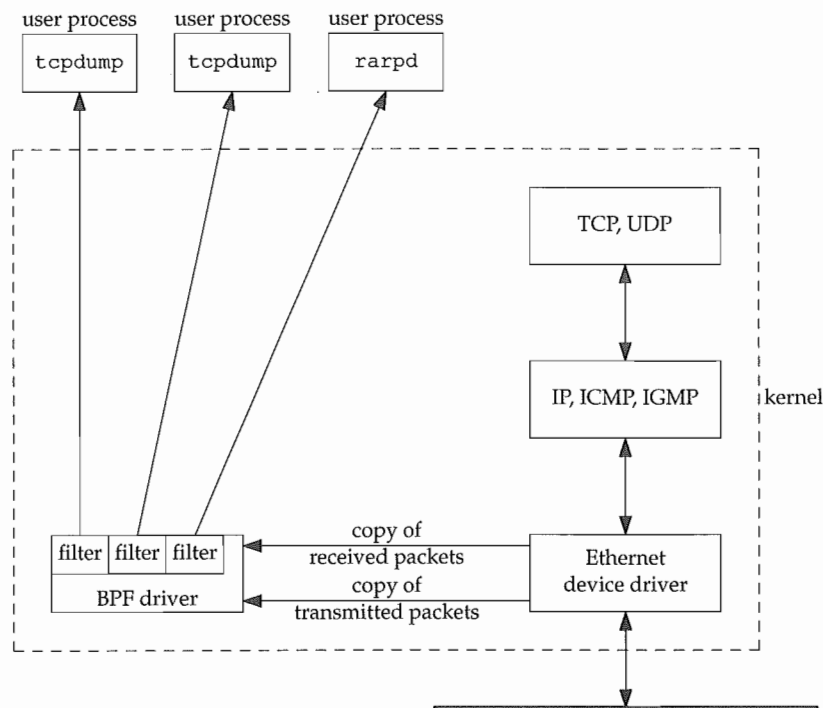 user process
user process
user process
tcpdump
tcpdump
rarpd
TCP, UDP
IP, ICMP, IGMP
kernel
filter
filter
filter
BPF driver
copy of
received packets
copy of
transmitted packets
Ethernet
device driver